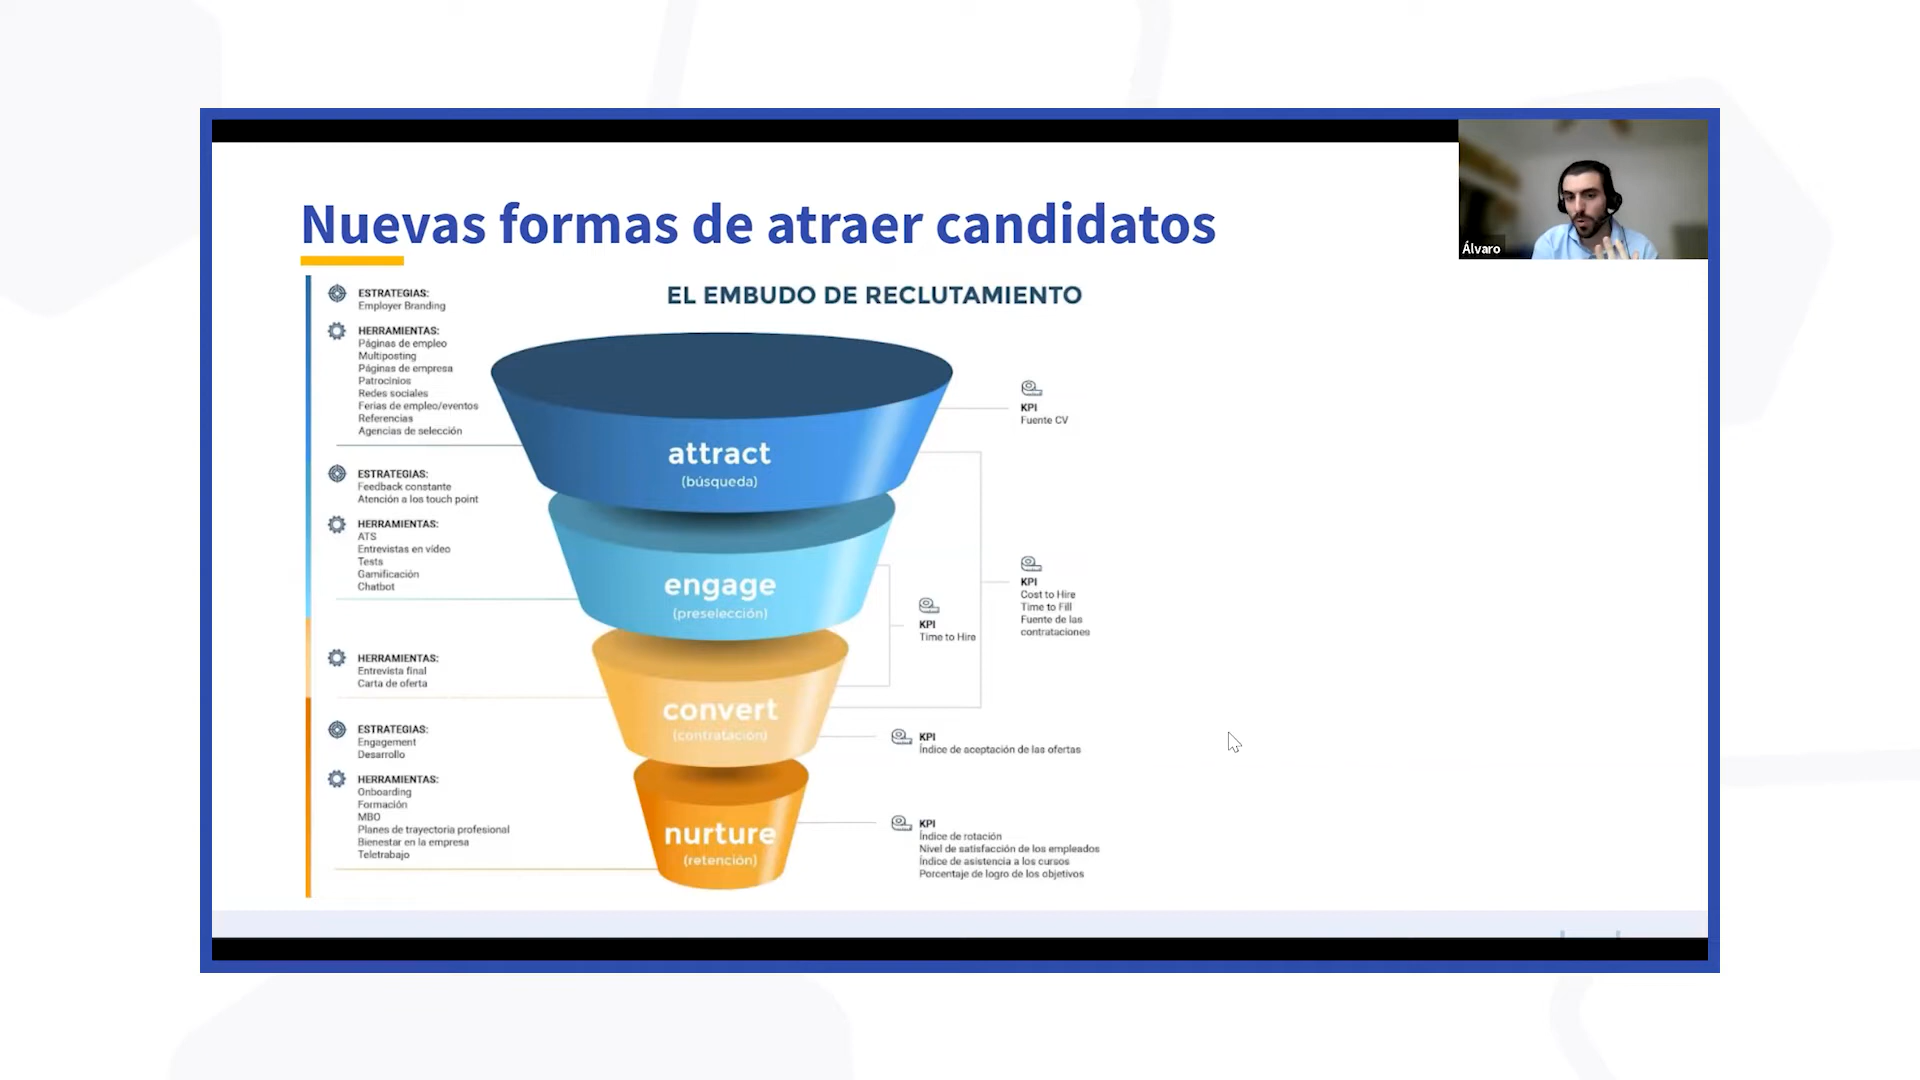 Nuevas formas de atraer candidatos
Álvaro
EL EMBUDO DE RECLUTAMIENTO
ESTRATEGIAS:
Employer Branding
HERRAMIENTAS:
Páginas de empleo
Multiposting
Páginas de empresa
Patrocinios
Redes sociales
Ferias de empleo/eventos
Referencias
Agencias de selección
attract
(búsqueda)
KPI
Fuente CV
ESTRATEGIAS:
Feedback constante
Atención a los touch point
HERRAMIENTAS:
ATS
Entrevistas en vídeo
Tests
Gamificación
Chatbot
engage
(preselección)
KPI
Time to Hire
KPI
Cost to Hire
Time to Fill
Fuente de las
contrataciones
HERRAMIENTAS:
Entrevista final
Carta de oferta
convert
(contratación)
KPI
Índice de aceptación de las ofertas
ESTRATEGIAS:
Engagement
Desarrollo
HERRAMIENTAS:
Onboarding
Formación
MBO
Planes de trayectoria profesional
Bienestar en la empresa
Teletrabajo
nurture
(retención)
KPI
Índice de rotación
Nivel de satisfacción de los empleados
Índice de asistencia a los cursos
Porcentaje de logro de los objetivos